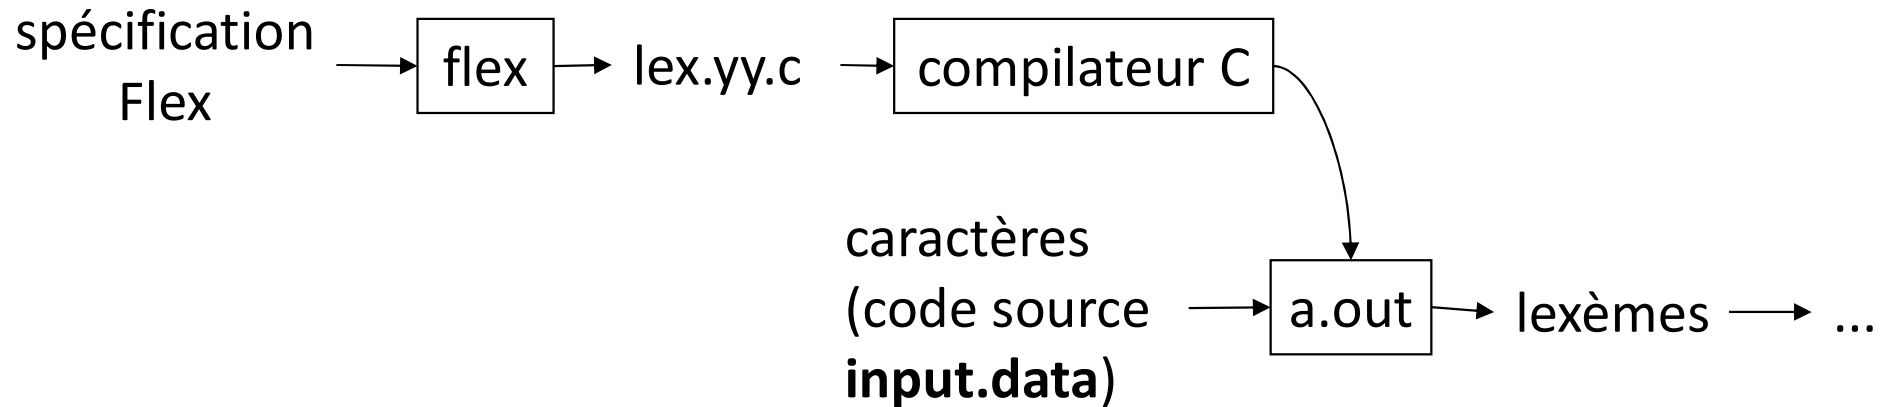 spécification
Flex
flex
lex.yy.c
compilateur C
caractères
(code source
input.data)
a.out
lexèmes
...